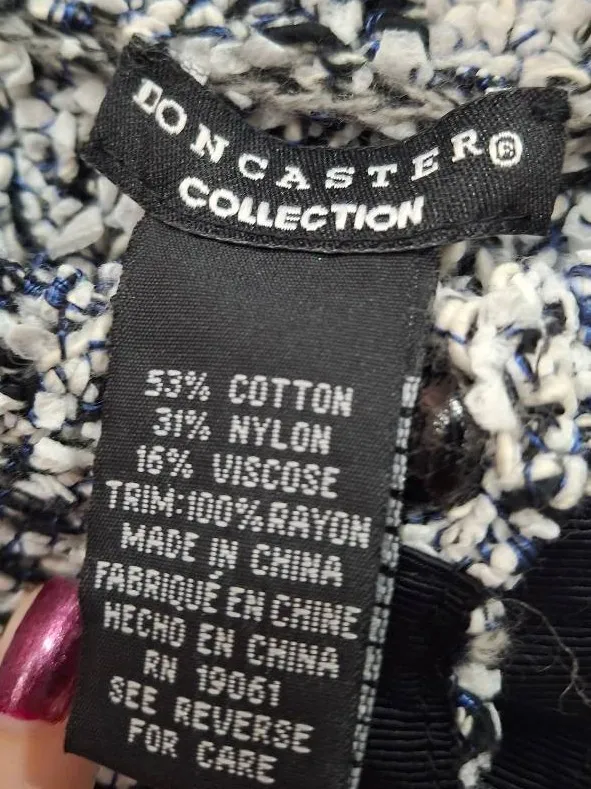 DONCASTER®
COLLECTION
53% COTTON
31% NYLON
16% VISCOSE
TRIM:100% RAYON
MADE IN CHINA
FABRIQUÉ EN CHINE
HECHO EN CHINA
RN 19061
SEE REVERSE
FOR CARE